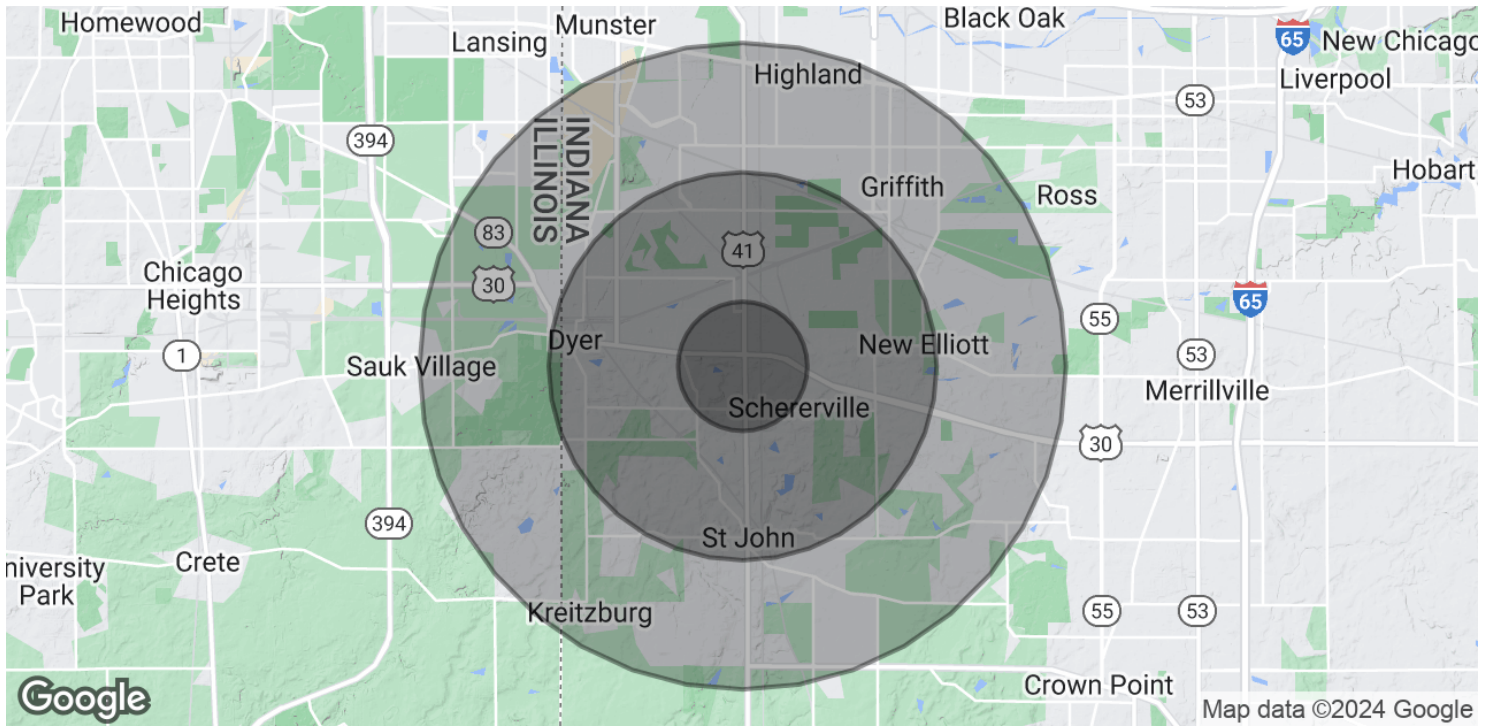 Homewood
Munster
Black Oak
Lansing
65
New Chicago
Highland
Liverpool
53
394
INDIANA
ILLINOIS
Hobart
Griffith
Ross
83
41
Chicago
Heights
30
65
55
1
Dyer
New Elliott
53
Sauk Village
Merrillville
Schererville
30
394
St John
Crete
niversity
Park
Kreitzburg
55
53
Crown Point
Google
Map data ©2024 Google